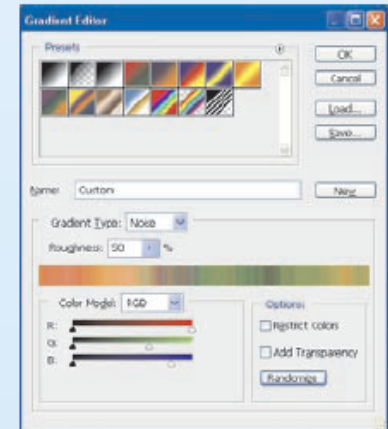 Gradient Editor
Presets
OK
Cancel
Load...
Save...
Name: Custom
New
Gradient Type: Noise
Roughness: 50 %
Color Model: RGB
R:
G:
B:
Options:
Restrict Colors
Add Transparency
Randomize